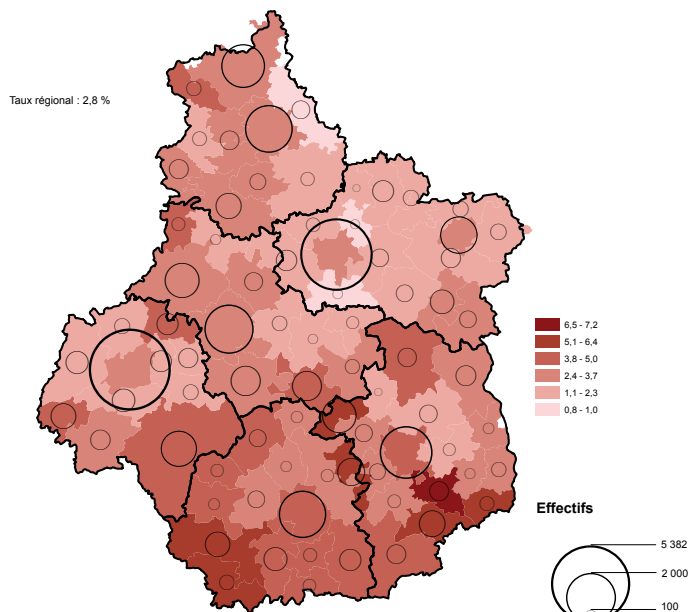 Taux régional : 2,8 %
6,5 - 7,2
5,1 - 6,4
3,8 - 5,0
2,4 - 3,7
1,1 - 2,3
0,8 - 1,0
Effectifs
5 382
2 000
100